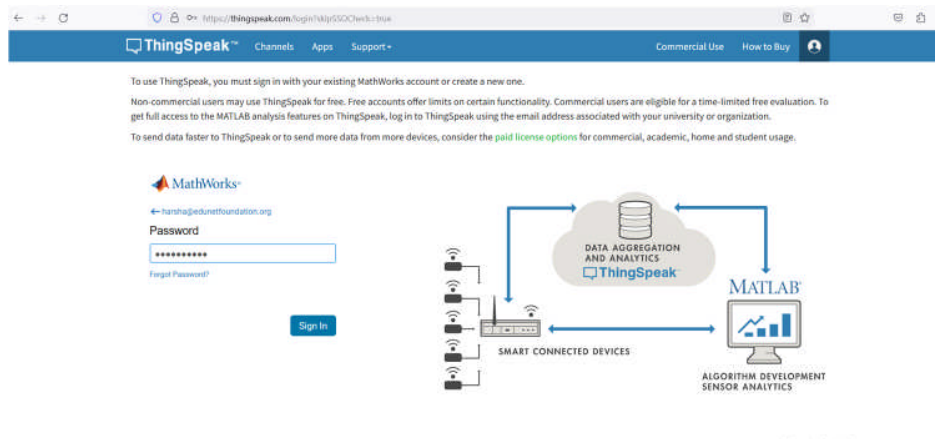 https://thingspeak.com/login?skipSSOCheck=true
ThingSpeak™ Channels Apps Support Commercial Use How to Buy
To use ThingSpeak, you must sign in with your existing MathWorks account or create a new one.
Non-commercial users may use ThingSpeak for free. Free accounts offer limits on certain functionality. Commercial users are eligible for a time-limited free evaluation. To
get full access to the MATLAB analysis features on ThingSpeak, log in to ThingSpeak using the email address associated with your university or organization.
To send data faster to ThingSpeak or to send more data from more devices, consider the paid license options for commercial, academic, home and student usage.
MathWorks®
harsha@edunetfoundation.org
Password
••••••••••
Forgot Password?
Sign In
DATA AGGREGATION
AND ANALYTICS
ThingSpeak
MATLAB
SMART CONNECTED DEVICES
ALGORITHM DEVELOPMENT
SENSOR ANALYTICS